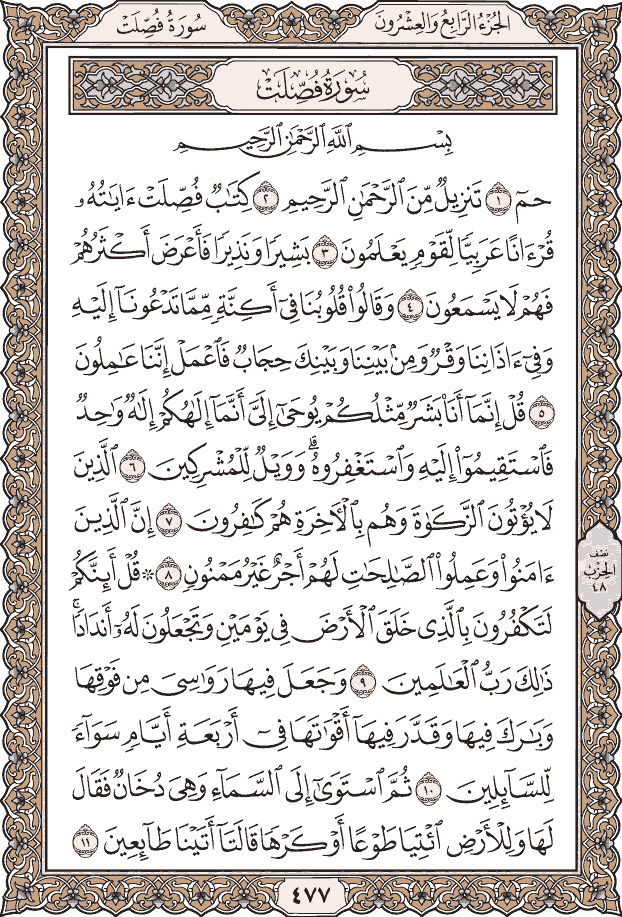 سُورَةُ فُصِّلَتْ
الجُزْءُ الرَّابِعُ وَالعِشْرُونَ
سُورَةُ فُصِّلَتْ
بِسْمِ ٱللَّهِ ٱلرَّحْمَٰنِ ٱلرَّحِيمِ
حمٓ ١ تَنزِيلٌ مِّنَ ٱلرَّحْمَٰنِ ٱلرَّحِيمِ ٢ كِتَٰبٌ فُصِّلَتْ ءَايَٰتُهُۥ
قُرْءَانًا عَرَبِيًّا لِّقَوْمٍ يَعْلَمُونَ ٣ بَشِيرًا وَنَذِيرًا فَأَعْرَضَ أَكْثَرُهُمْ
فَهُمْ لَا يَسْمَعُونَ ٤ وَقَالُوا۟ قُلُوبُنَا فِىٓ أَكِنَّةٍ مِّمَّا تَدْعُونَآ إِلَيْهِ
وَفِىٓ ءَاذَانِنَا وَقْرٌ وَمِنۢ بَيْنِنَا وَبَيْنِكَ حِجَابٌ فَٱعْمَلْ إِنَّنَا عَٰمِلُونَ
٥ قُلْ إِنَّمَآ أَنَا۠ بَشَرٌ مِّثْلُكُمْ يُوحَىٰٓ إِلَىَّ أَنَّمَآ إِلَٰهُكُمْ إِلَٰهٌ وَٰحِدٌ
فَٱسْتَقِيمُوٓا۟ إِلَيْهِ وَٱسْتَغْفِرُوهُ ۗ وَوَيْلٌ لِّلْمُشْرِكِينَ ٦ ٱلَّذِينَ
لَا يُؤْتُونَ ٱلزَّكَوٰةَ وَهُم بِٱلْءَاخِرَةِ هُمْ كَٰفِرُونَ ٧ إِنَّ ٱلَّذِينَ
ءَامَنُوا۟ وَعَمِلُوا۟ ٱلصَّٰلِحَٰتِ لَهُمْ أَجْرٌ غَيْرُ مَمْنُونٍ ٨ ۞ قُلْ أَئِنَّكُمْ
لَتَكْفُرُونَ بِٱلَّذِى خَلَقَ ٱلْأَرْضَ فِى يَوْمَيْنِ وَتَجْعَلُونَ لَهُۥٓ أَندَادًا ۚ
ذَٰلِكَ رَبُّ ٱلْعَٰلَمِينَ ٩ وَجَعَلَ فِيهَا رَوَٰسِىَ مِن فَوْقِهَا
وَبَٰرَكَ فِيهَا وَقَدَّرَ فِيهَآ أَقْوَٰتَهَا فِىٓ أَرْبَعَةِ أَيَّامٍ سَوَآءً
لِّلسَّآئِلِينَ ١٠ ثُمَّ ٱسْتَوَىٰٓ إِلَى ٱلسَّمَآءِ وَهِىَ دُخَانٌ فَقَالَ
لَهَا وَلِلْأَرْضِ ٱئْتِيَا طَوْعًا أَوْ كَرْهًا قَالَتَآ أَتَيْنَا طَآئِعِينَ ١١
نصف
الحزب
٤٨
٤٧٧